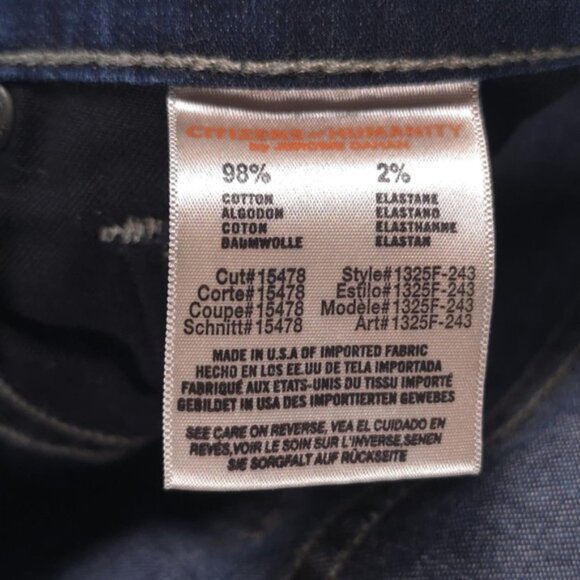 CITIZENS of HUMANITY
by JEROME DAHAN
98% 2%
COTTON ELASTANE
ALGODON ELASTANO
COTON ELASTHANNE
BAUMWOLLE ELASTAN
Cut#15478 Style#1325F-243
Corte#15478 Estilo#1325F-243
Coupe#15478 Modèle#1325F-243
Schnitt#15478 Art#1325F-243
MADE IN U.S.A OF IMPORTED FABRIC
HECHO EN LOS EE.UU DE TELA IMPORTADA
FABRIQUÉ AUX ETATS-UNIS DU TISSU IMPORTÉ
GEBILDET IN USA DES IMPORTIERTEN GEWEBES
SEE CARE ON REVERSE, VEA EL CUIDADO EN
REVÉS, VOIR LE SOIN SUR L'INVERSE, SEHEN
SIE SORGFALT AUF RÜCKSEITE